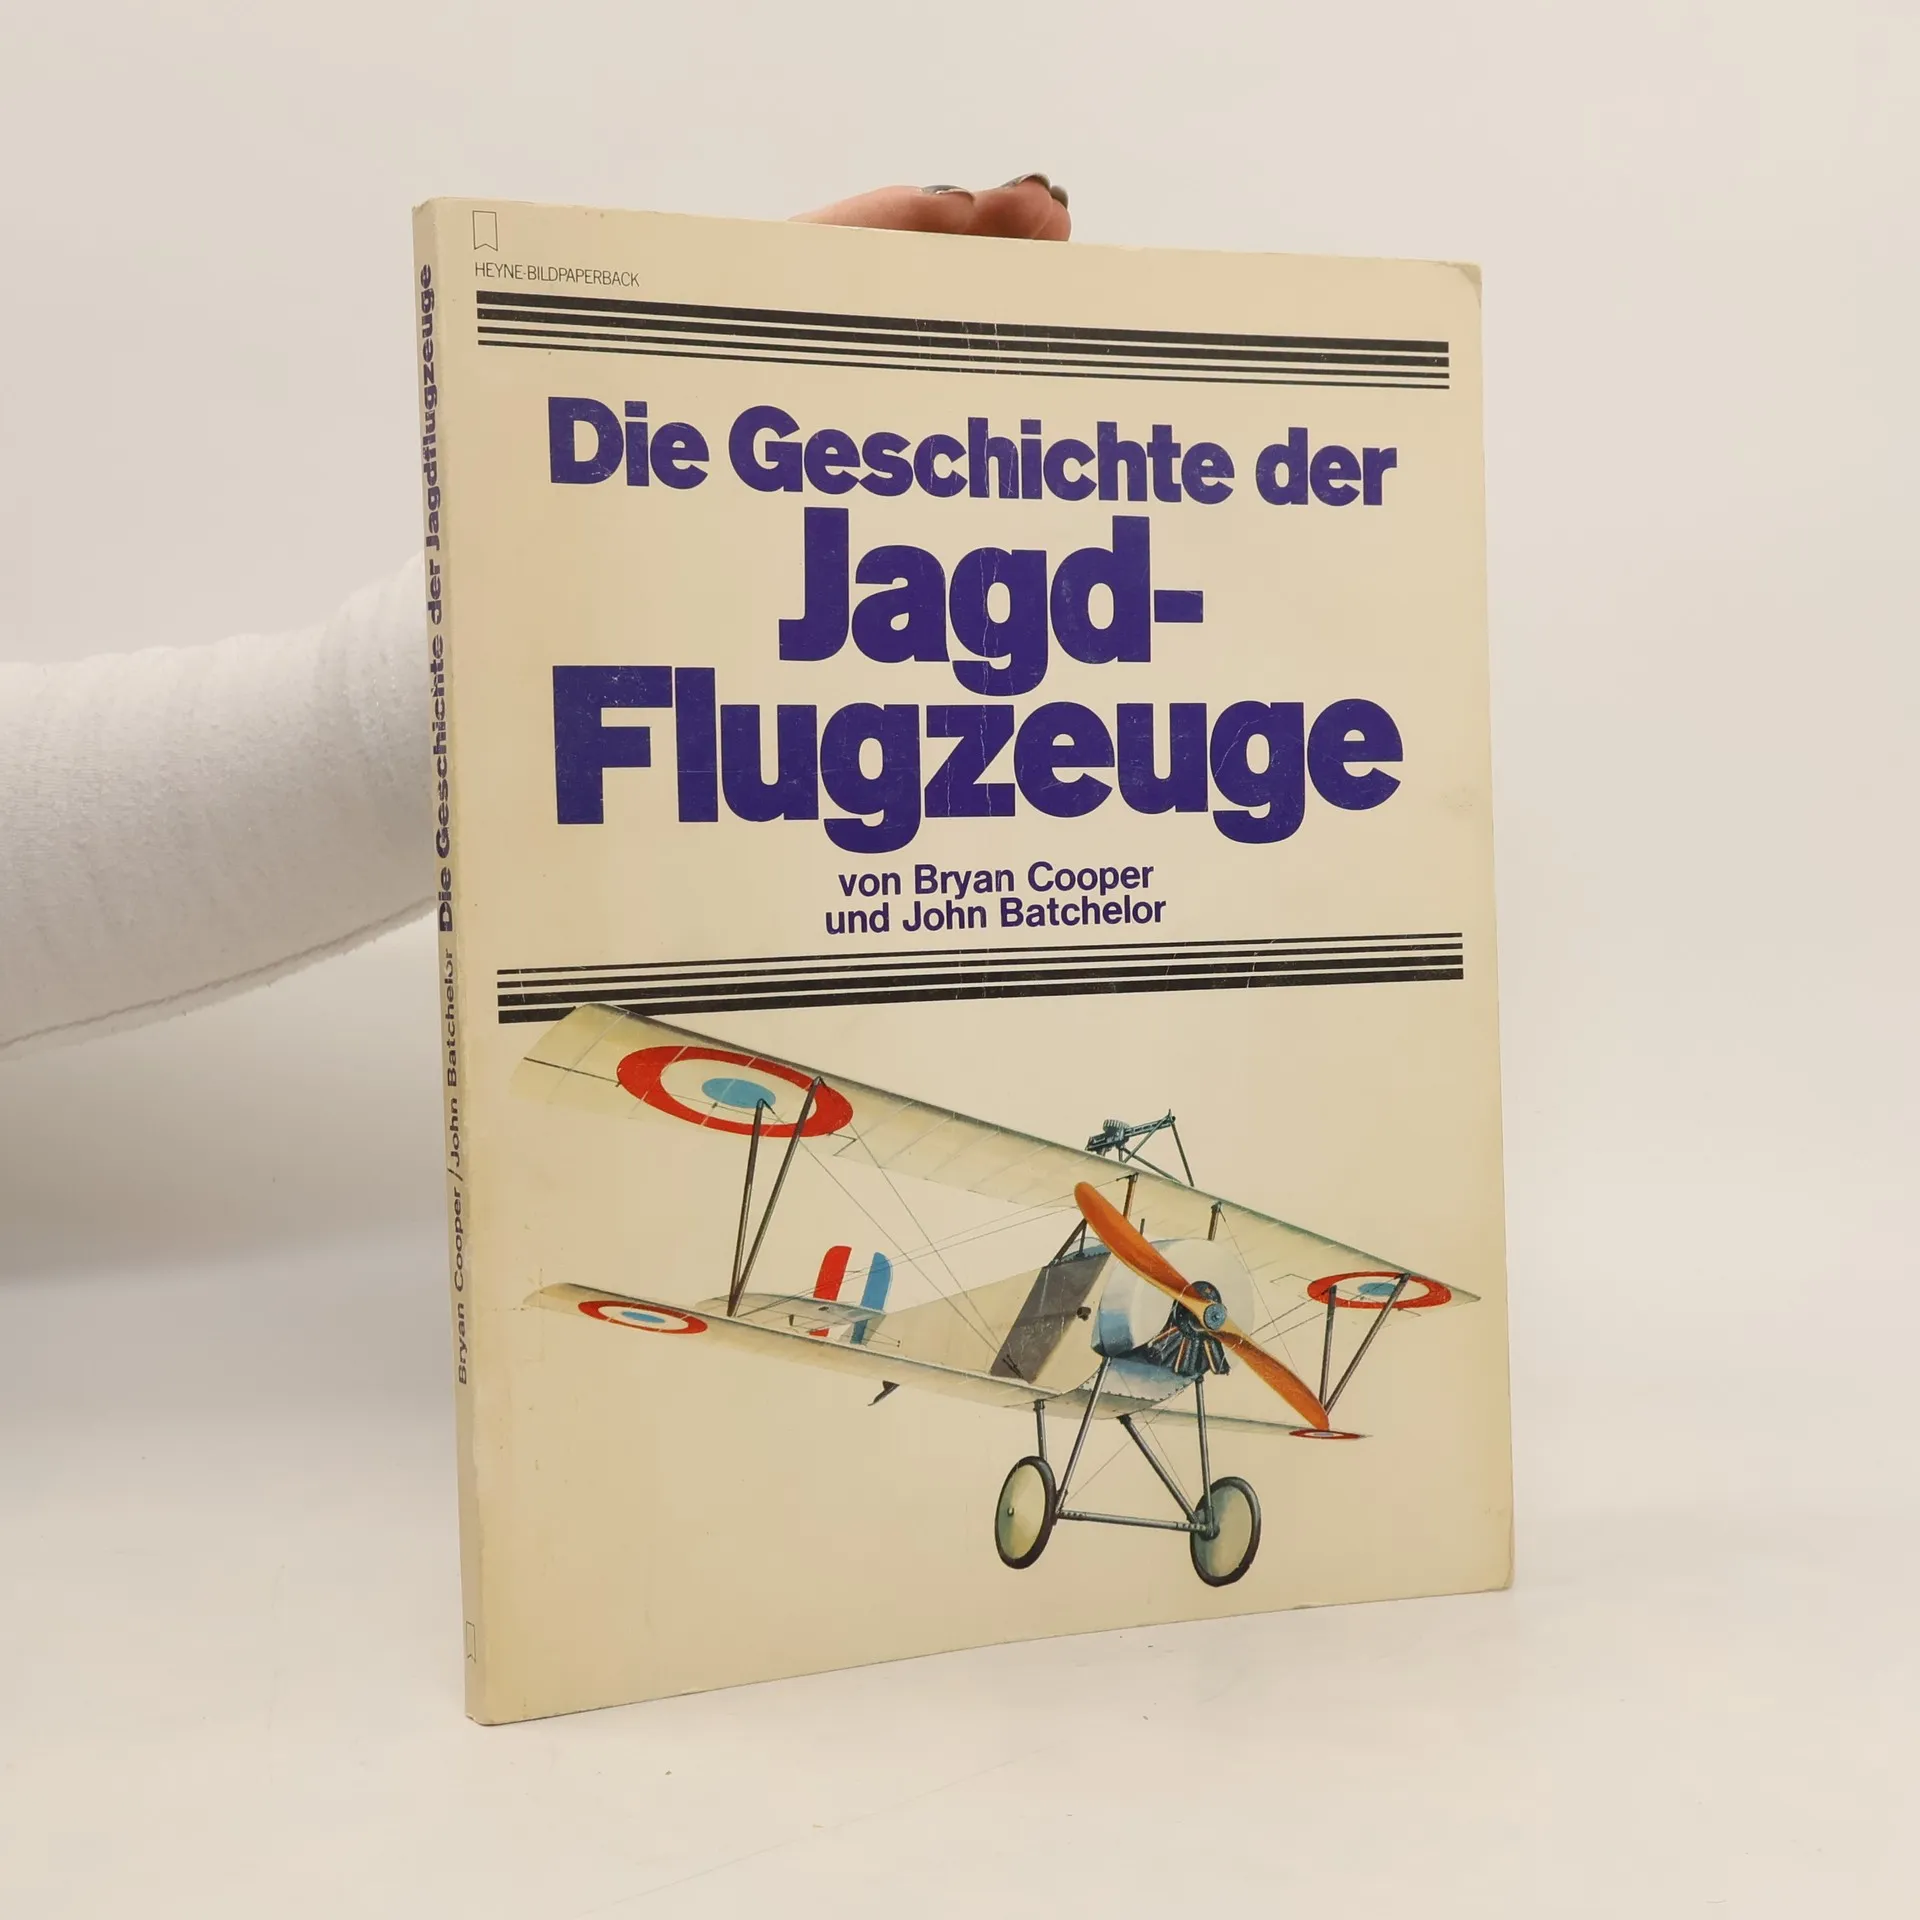 HEYNE-BILDPAPERBACK
Die Geschichte der
Jagd-
Flugzeuge
von Bryan Cooper
und John Batchelor
Bryan Cooper/John Batchelor Die Geschichte der Jagdflugzeuge